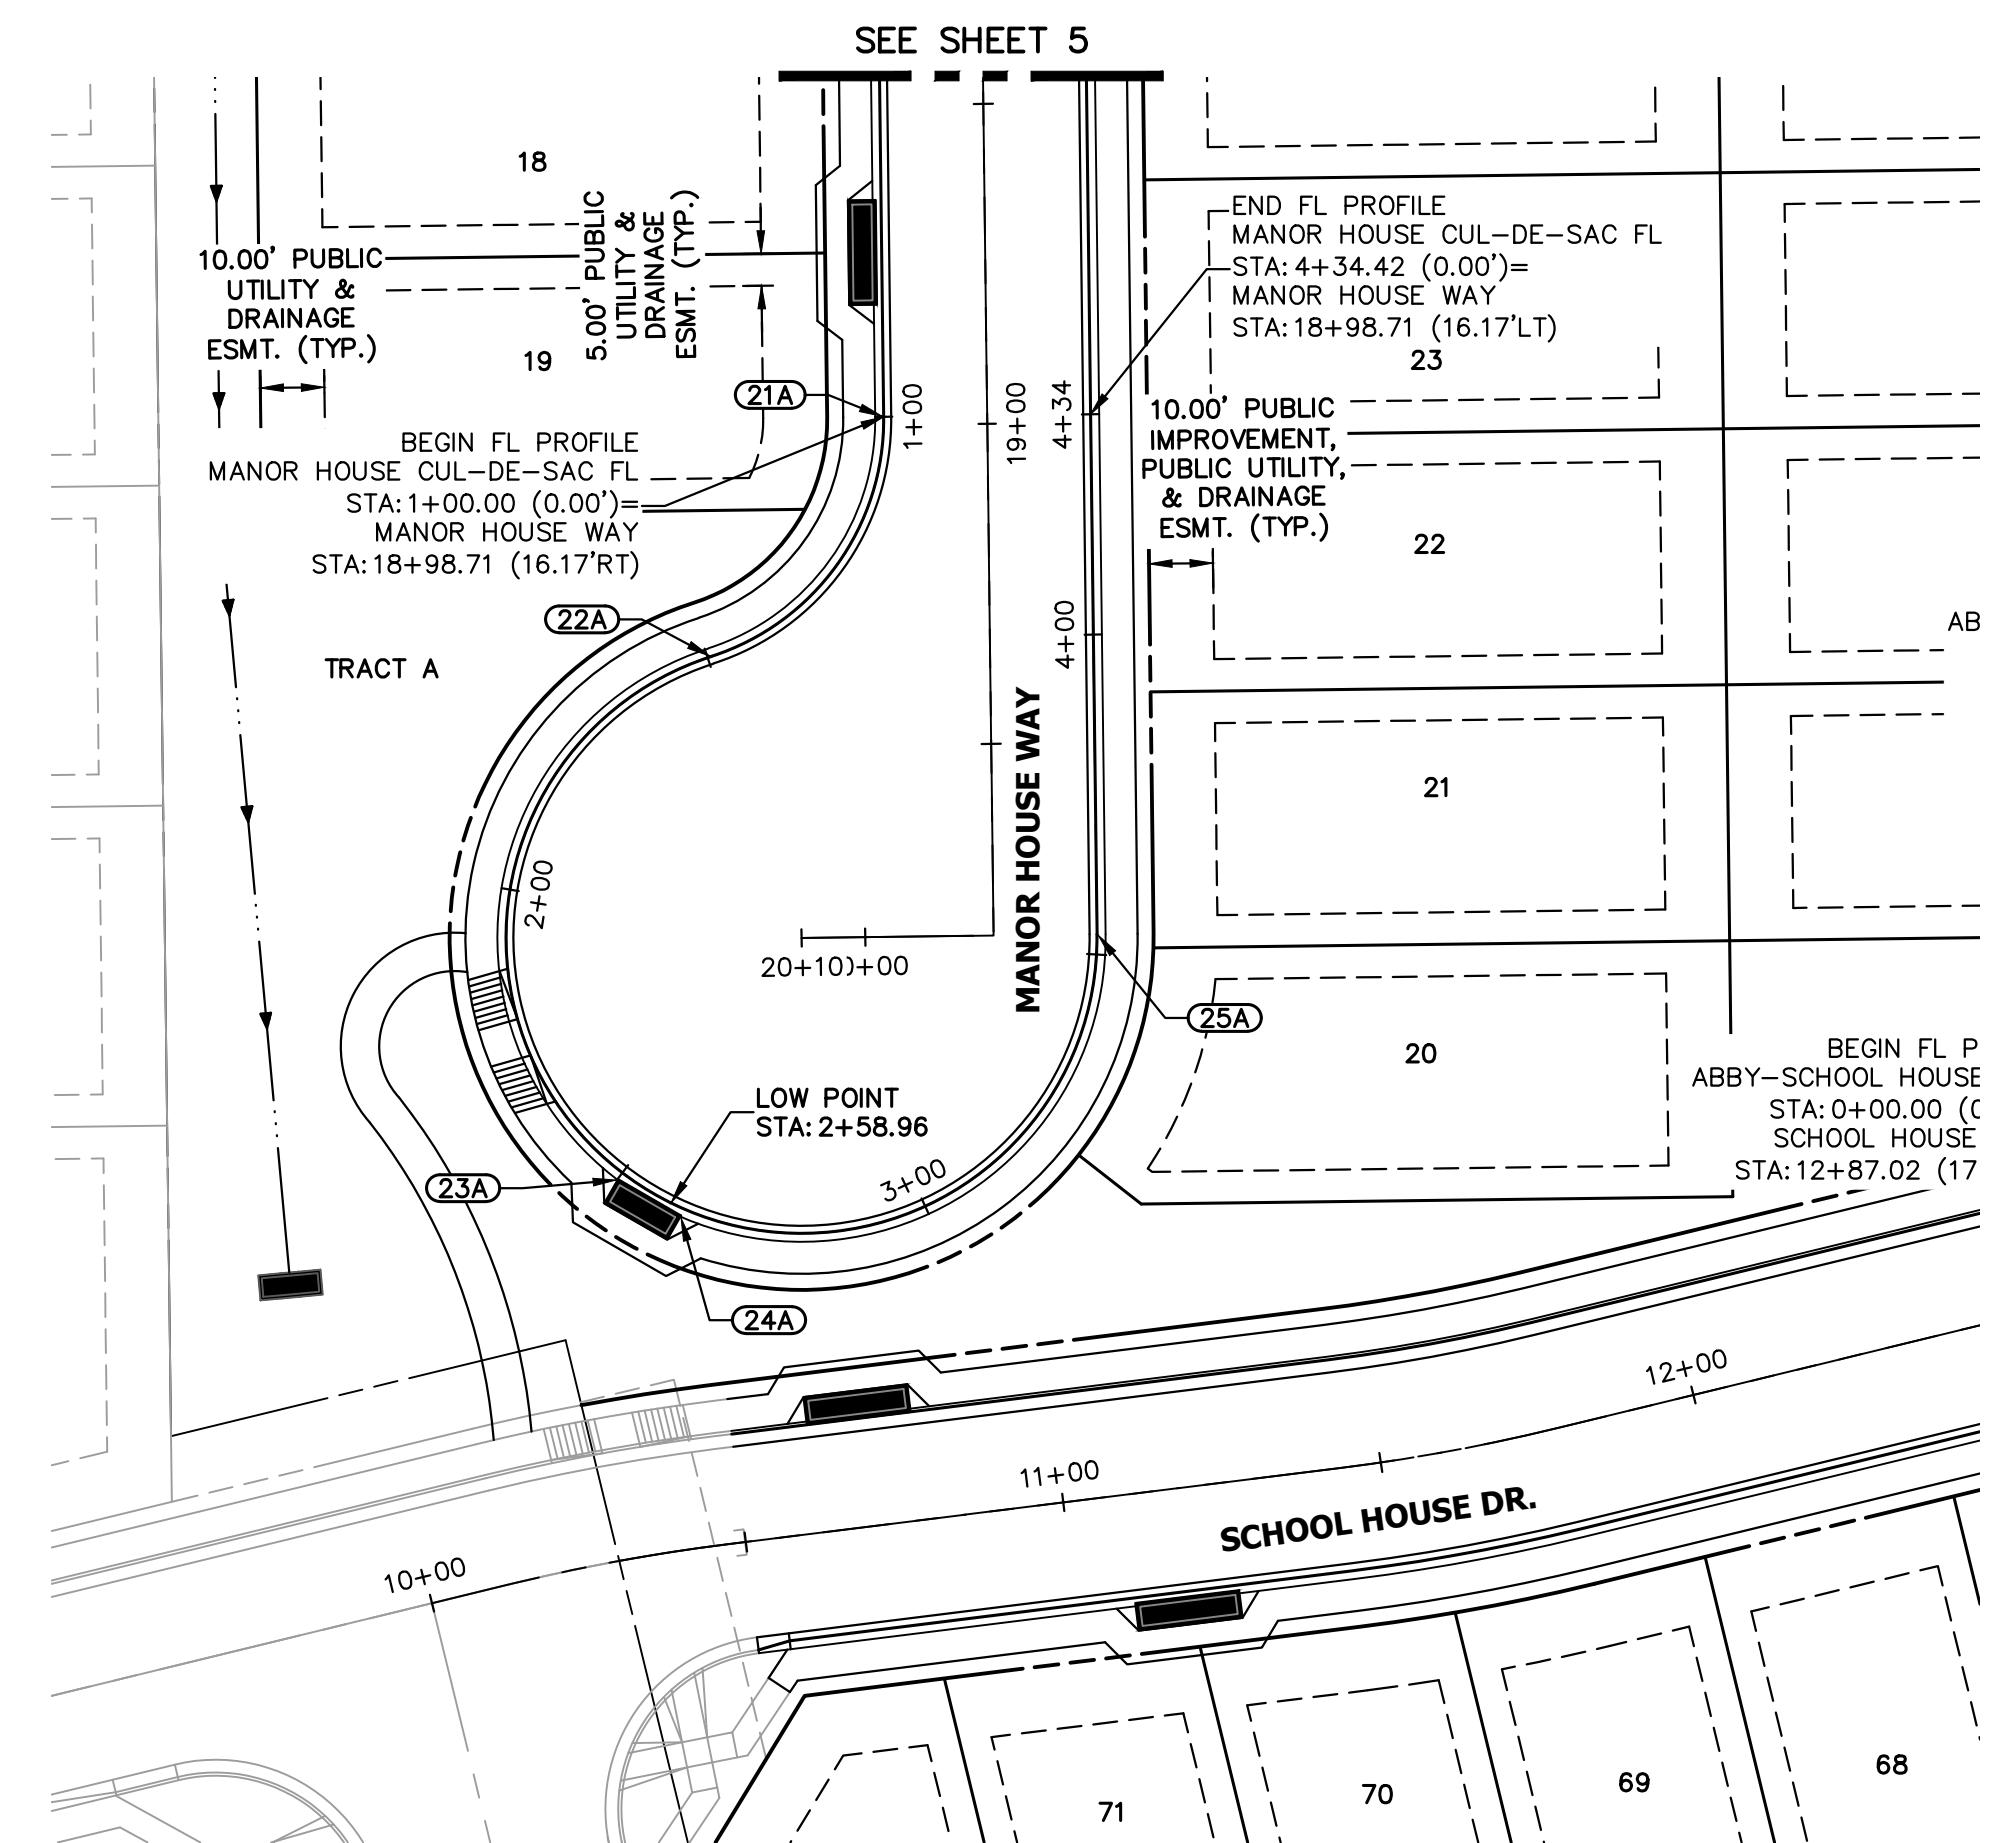 SEE SHEET 5
18
10.00' PUBLIC
UTILITY &
DRAINAGE
ESMT. (TYP.)
5.00' PUBLIC
UTILITY &
DRAINAGE
ESMT. (TYP.)
19
END FL PROFILE
MANOR HOUSE CUL-DE-SAC FL
STA: 4+34.42 (0.00')=
MANOR HOUSE WAY
STA: 18+98.71 (16.17'LT)
23
21A
1+00
19+00
4+34
10.00' PUBLIC
IMPROVEMENT,
PUBLIC UTILITY,
& DRAINAGE
ESMT. (TYP.)
BEGIN FL PROFILE
MANOR HOUSE CUL-DE-SAC FL
STA: 1+00.00 (0.00')=
MANOR HOUSE WAY
STA: 18+98.71 (16.17'RT)
22
22A
4+00
AB
TRACT A
MANOR HOUSE WAY
21
2+00
20+10)+00
25A
20
BEGIN FL P
ABBY-SCHOOL HOUSE
STA: 0+00.00 (0
SCHOOL HOUSE
STA: 12+87.02 (17
LOW POINT
STA: 2+58.96
23A
3+00
24A
12+00
11+00
SCHOOL HOUSE DR.
10+00
71
70
69
68